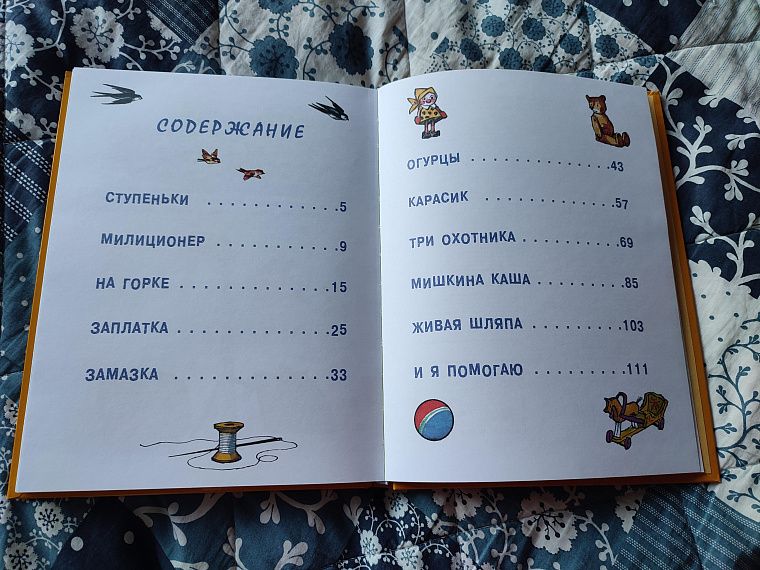 СОДЕРЖАНИЕ
СТУПЕНЬКИ . . . . . . . . . . . .5
МИЛИЦИОНЕР . . . . . . . . . . .9
НА ГОРКЕ . . . . . . . . . . . . . .15
ЗАПЛАТКА . . . . . . . . . . . . . .25
ЗАМАЗКА . . . . . . . . . . . . . .33
ОГУРЦЫ . . . . . . . . . . . . .43
КАРАСИК . . . . . . . . . . . . .57
ТРИ ОХОТНИКА . . . . . . . . .69
МИШКИНА КАША . . . . . . . .85
ЖИВАЯ ШЛЯПА . . . . . . . .103
И Я ПОМОГАЮ . . . . . . . . .111